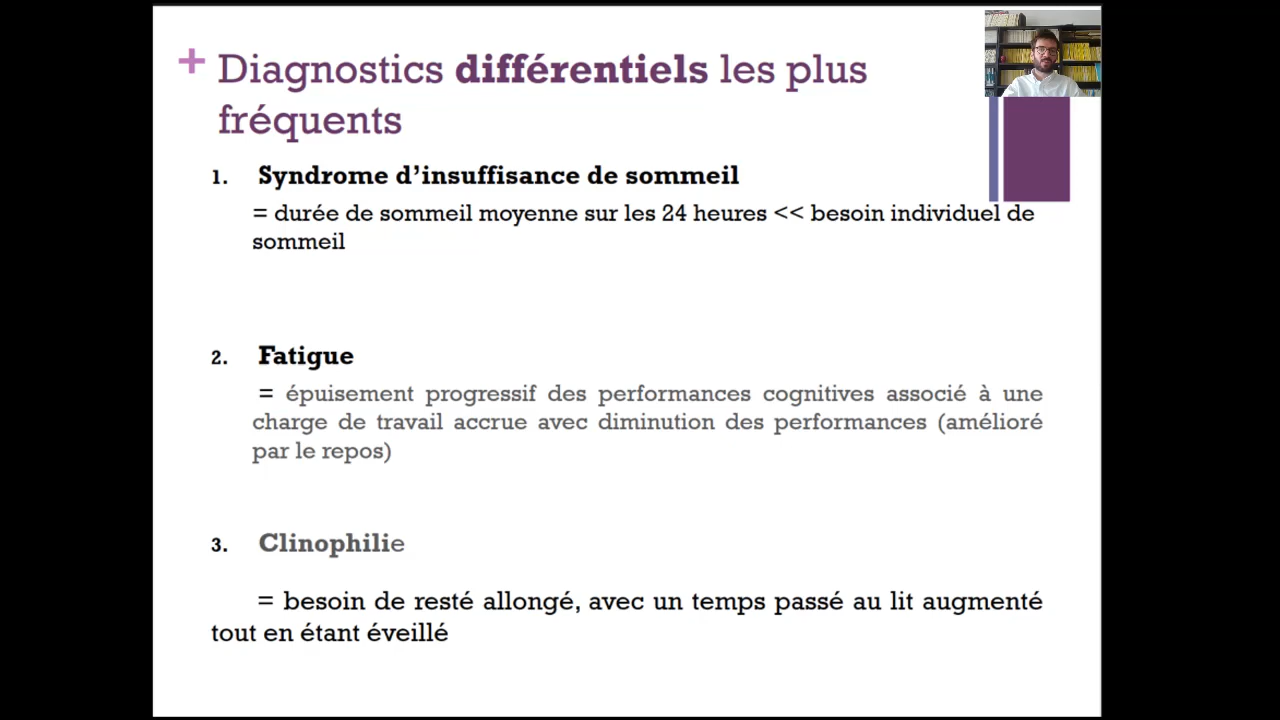 + Diagnostics différentiels les plus
fréquents
1. Syndrome d’insuffisance de sommeil
= durée de sommeil moyenne sur les 24 heures << besoin individuel de
sommeil
2. Fatigue
= épuisement progressif des performances cognitives associé à une
charge de travail accrue avec diminution des performances (amélioré
par le repos)
3. Clinophilie
= besoin de resté allongé, avec un temps passé au lit augmenté
tout en étant éveillé